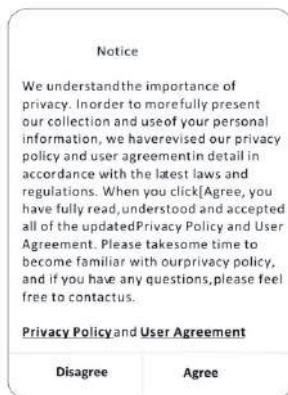 Notice
We understandthe importance of
privacy. Inorder to morefully present
our collection and useof your personal
information, we haverevised our privacy
policy and user agreementin detail in
accordance with the latest laws and
regulations. When you click[Agree, you
have fully read,understood and accepted
all of the updatedPrivacy Policy and User
Agreement. Please takesome time to
become familiar with ourprivacy policy,
and if you have any questions,please feel
free to contactus.
Privacy Policyand User Agreement
Disagree Agree